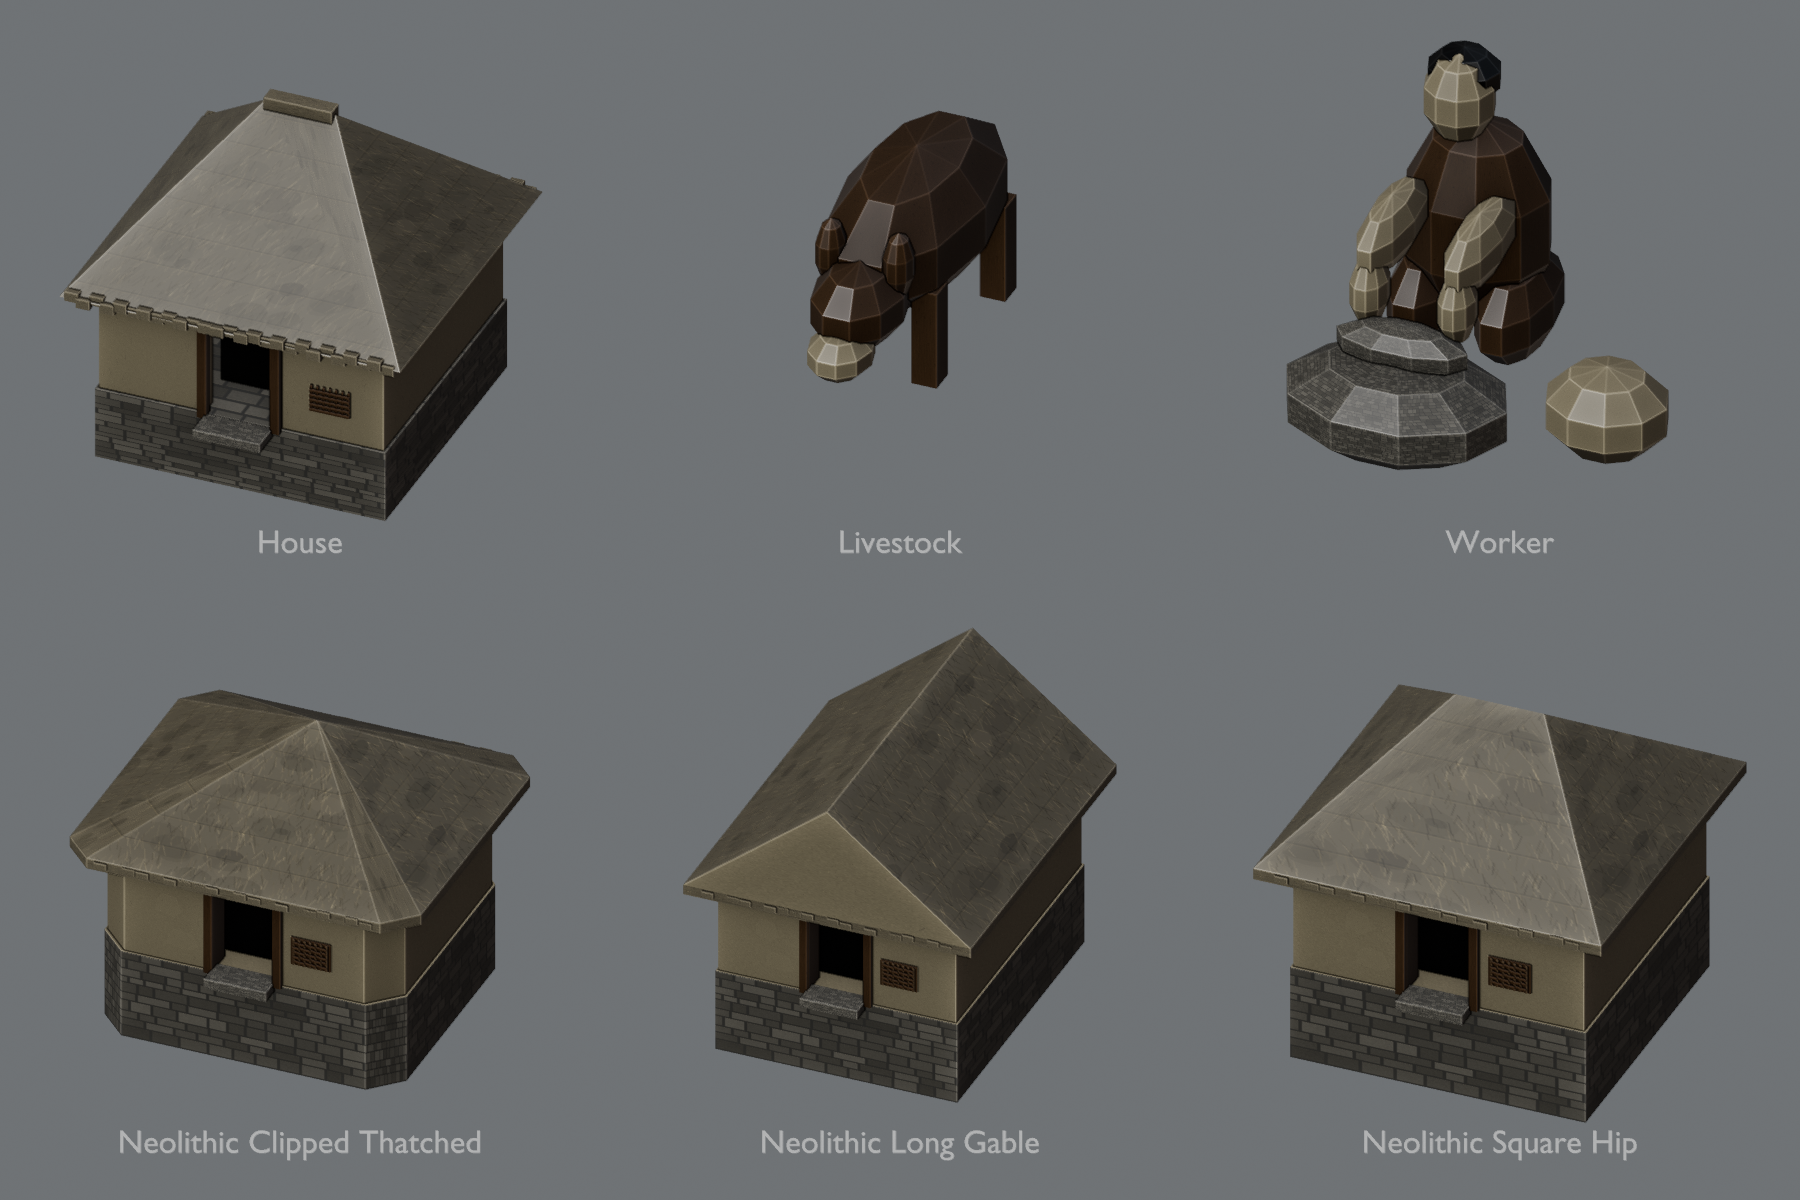 House
Livestock
Worker
Neolithic Clipped Thatched
Neolithic Long Gable
Neolithic Square Hip